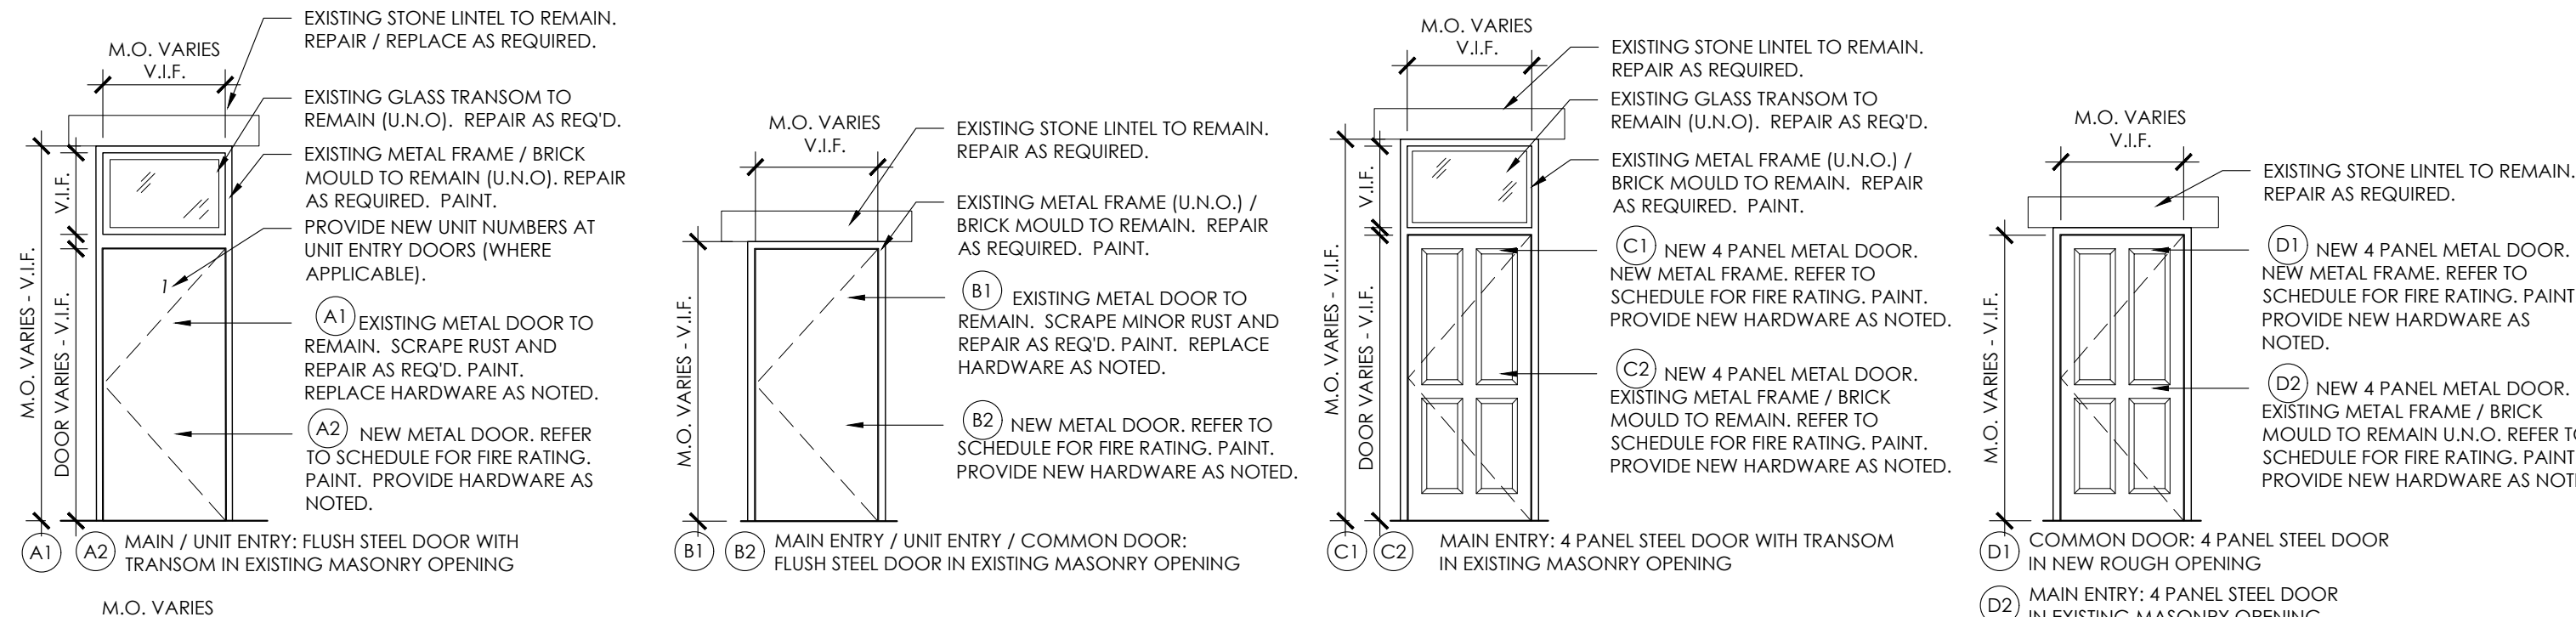 M.O. VARIES
V.I.F.
EXISTING STONE LINTEL TO REMAIN.
REPAIR / REPLACE AS REQUIRED.
EXISTING GLASS TRANSOM TO
REMAIN (U.N.O).  REPAIR AS REQ'D.
EXISTING METAL FRAME / BRICK
MOULD TO REMAIN (U.N.O). REPAIR
AS REQUIRED.  PAINT.
PROVIDE NEW UNIT NUMBERS AT
UNIT ENTRY DOORS (WHERE
APPLICABLE).
1
A1 EXISTING METAL DOOR TO
REMAIN.  SCRAPE RUST AND
REPAIR AS REQ'D. PAINT.
REPLACE HARDWARE AS NOTED.
A2 NEW METAL DOOR. REFER
TO SCHEDULE FOR FIRE RATING.
PAINT.  PROVIDE HARDWARE AS
NOTED.
M.O. VARIES - V.I.F.
V.I.F.
DOOR VARIES - V.I.F.
A1 A2 MAIN / UNIT ENTRY: FLUSH STEEL DOOR WITH
TRANSOM IN EXISTING MASONRY OPENING
M.O. VARIES
M.O. VARIES
V.I.F.
EXISTING STONE LINTEL TO REMAIN.
REPAIR AS REQUIRED.
EXISTING METAL FRAME (U.N.O.) /
BRICK MOULD TO REMAIN.  REPAIR
AS REQUIRED.  PAINT.
B1 EXISTING METAL DOOR TO
REMAIN.  SCRAPE MINOR RUST AND
REPAIR AS REQ'D. PAINT.  REPLACE
HARDWARE AS NOTED.
B2 NEW METAL DOOR. REFER TO
SCHEDULE FOR FIRE RATING. PAINT.
PROVIDE NEW HARDWARE AS NOTED.
M.O. VARIES - V.I.F.
B1 B2 MAIN ENTRY / UNIT ENTRY / COMMON DOOR:
FLUSH STEEL DOOR IN EXISTING MASONRY OPENING
M.O. VARIES
V.I.F.
EXISTING STONE LINTEL TO REMAIN.
REPAIR AS REQUIRED.
EXISTING GLASS TRANSOM TO
REMAIN (U.N.O).  REPAIR AS REQ'D.
EXISTING METAL FRAME (U.N.O.) /
BRICK MOULD TO REMAIN.  REPAIR
AS REQUIRED.  PAINT.
C1 NEW 4 PANEL METAL DOOR.
NEW METAL FRAME. REFER TO
SCHEDULE FOR FIRE RATING. PAINT.
PROVIDE NEW HARDWARE AS NOTED.
C2 NEW 4 PANEL METAL DOOR.
EXISTING METAL FRAME / BRICK
MOULD TO REMAIN. REFER TO
SCHEDULE FOR FIRE RATING. PAINT.
PROVIDE NEW HARDWARE AS NOTED.
M.O. VARIES - V.I.F.
V.I.F.
DOOR VARIES - V.I.F.
C1 C2 MAIN ENTRY: 4 PANEL STEEL DOOR WITH TRANSOM
IN EXISTING MASONRY OPENING
M.O. VARIES
V.I.F.
EXISTING STONE LINTEL TO REMAIN.
REPAIR AS REQUIRED.
D1 NEW 4 PANEL METAL DOOR.
NEW METAL FRAME. REFER TO
SCHEDULE FOR FIRE RATING. PAINT
PROVIDE NEW HARDWARE AS
NOTED.
D2 NEW 4 PANEL METAL DOOR.
EXISTING METAL FRAME / BRICK
MOULD TO REMAIN U.N.O. REFER TO
SCHEDULE FOR FIRE RATING. PAINT
PROVIDE NEW HARDWARE AS
M.O. VARIES - V.I.F.
D1 COMMON DOOR: 4 PANEL STEEL DOOR
IN NEW ROUGH OPENING
D2 MAIN ENTRY: 4 PANEL STEEL DOOR
IN EXISTING MASONRY OPENING